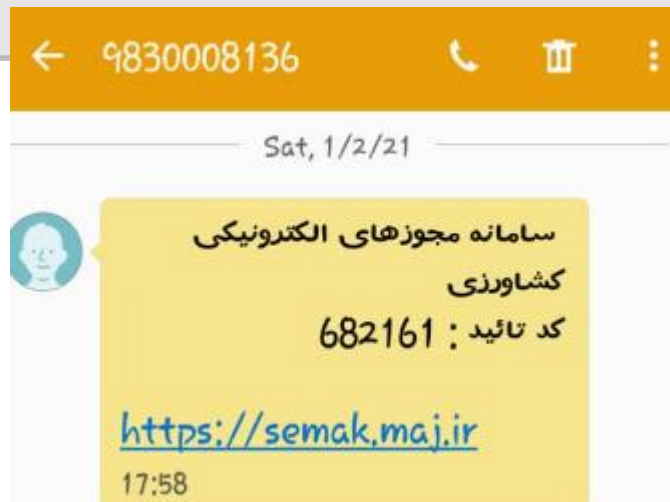 9830008136
Sat, 1/2/21
سامانه مجوزهای الکترونیکی
کشاورزی
کد تائید : 682161
https://semak.maj.ir
17:58